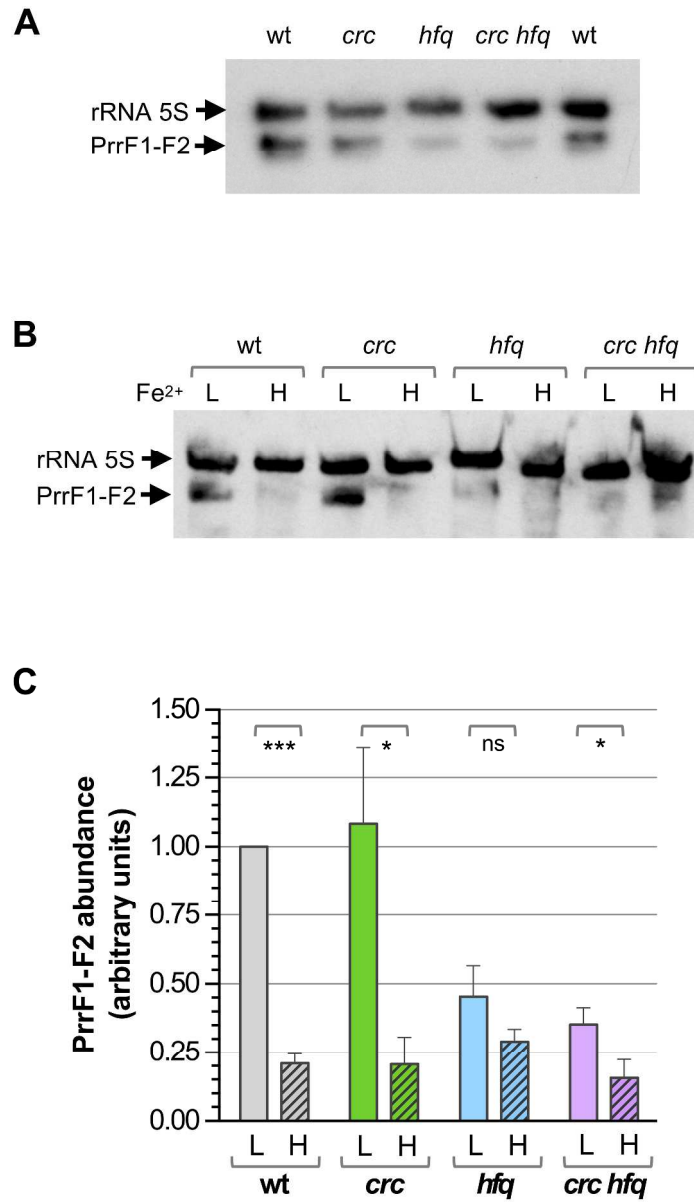 A
wt crc hfq crc hfq wt
rRNA 5S
PrrF1-F2
B
wt crc hfq crc hfq
Fe2+ L H L H L H L H
rRNA 5S
PrrF1-F2
C
PrrF1-F2 abundance
(arbitrary units)
1.50
*** * ns *
1.25
1.00
0.75
0.50
0.25
0.00
L H L H L H L H
wt crc hfq crc hfq